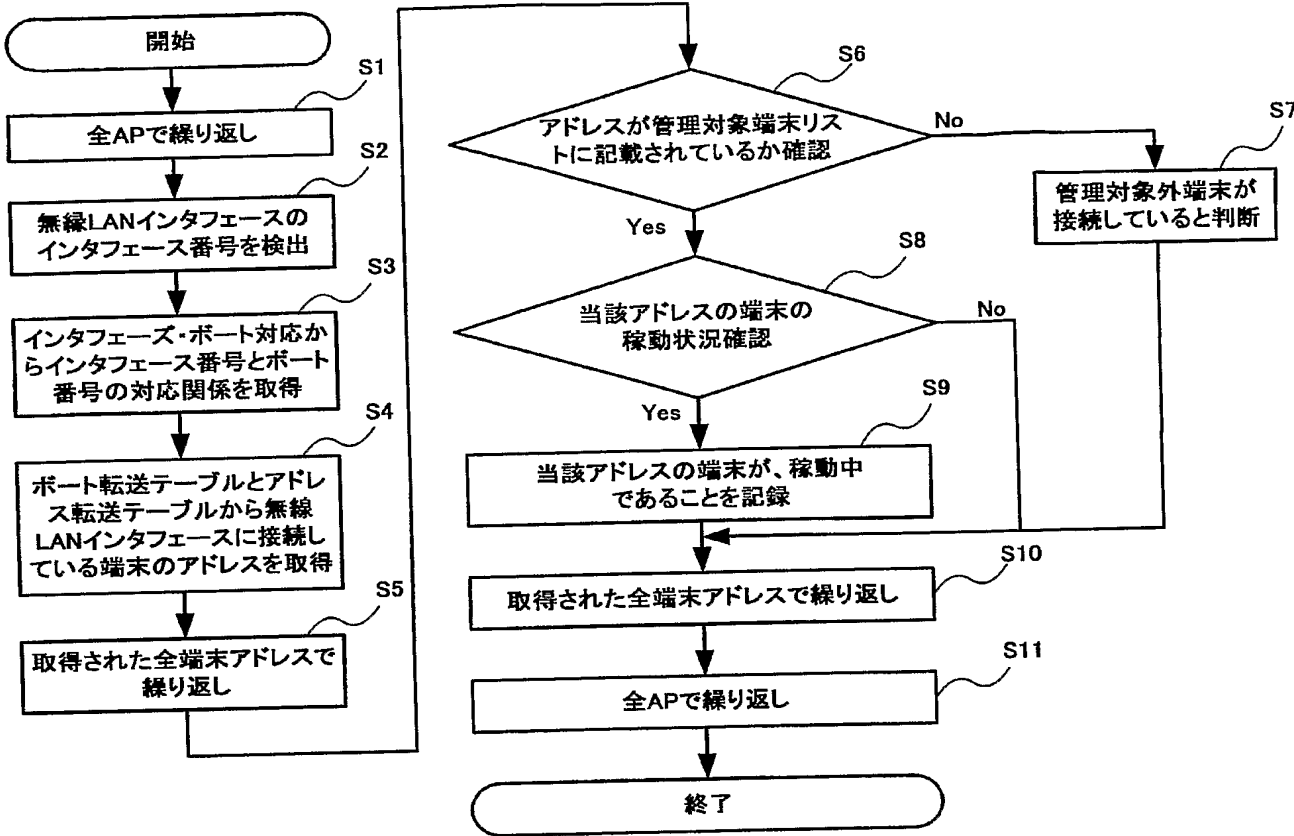 開始
S1
全APで繰り返し
S2
無縁LANインタフェースの
インタフェース番号を検出
S3
インタフェーズ・ボート対応か
らインタフェース番号とボート
番号の対応関係を取得
S4
ボート転送テーブルとアドレ
ス転送テーブルから無線
LANインタフェースに接続し
ている端末のアドレスを取得
S5
取得された全端末アドレスで
繰り返し
S6
アドレスが管理対象端末リス
トに記載されているか確認
No
S7
管理対象外端末が
接続していると判断
Yes
S8
当該アドレスの端末の
稼動状況確認
No
Yes
S9
当該アドレスの端末が、稼動中
であることを記録
S10
取得された全端末アドレスで繰り返し
S11
全APで繰り返し
終了